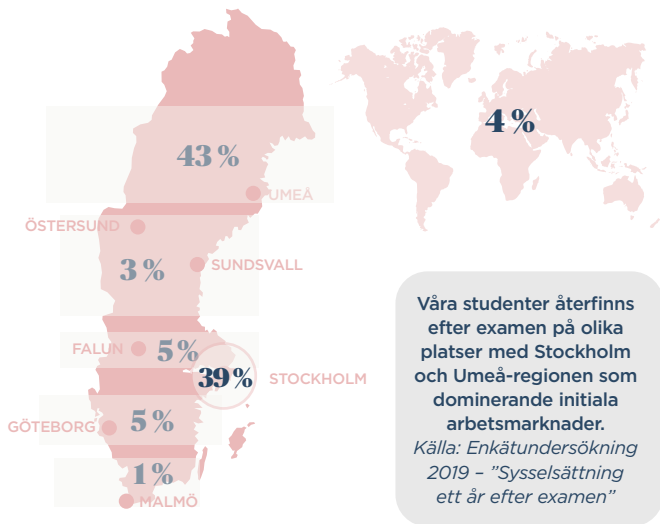 43 %
UMEÅ
ÖSTERSUND
3 %
SUNDSVALL
FALUN
5 %
39 %
STOCKHOLM
GÖTEBORG
5 %
1 %
MALMÖ
4 %
Våra studenter återfinns
efter examen på olika
platser med Stockholm
och Umeå-regionen som
dominerande initiala
arbetsmarknader.
Källa: Enkätundersökning
2019 – ”Sysselsättning
ett år efter examen”